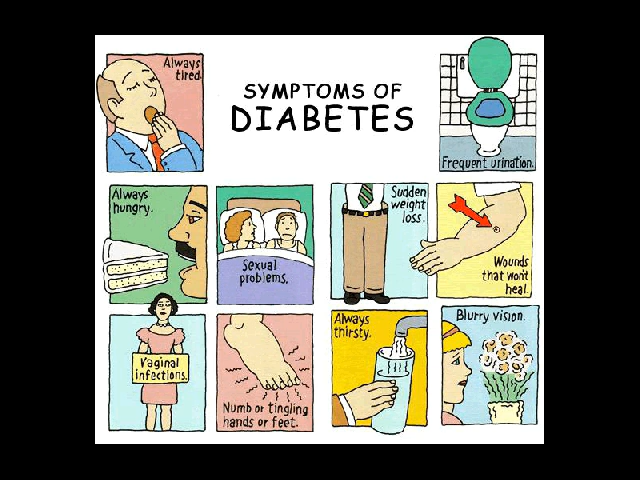 SYMPTOMS OF
DIABETES
Always
tired.
Frequent urination.
Always
hungry.
Sexual
problems.
Sudden
weight
loss.
Wounds
that won't
heal.
Vaginal
infections.
Numb or tingling
hands or feet.
Always
thirsty.
Blurry vision.